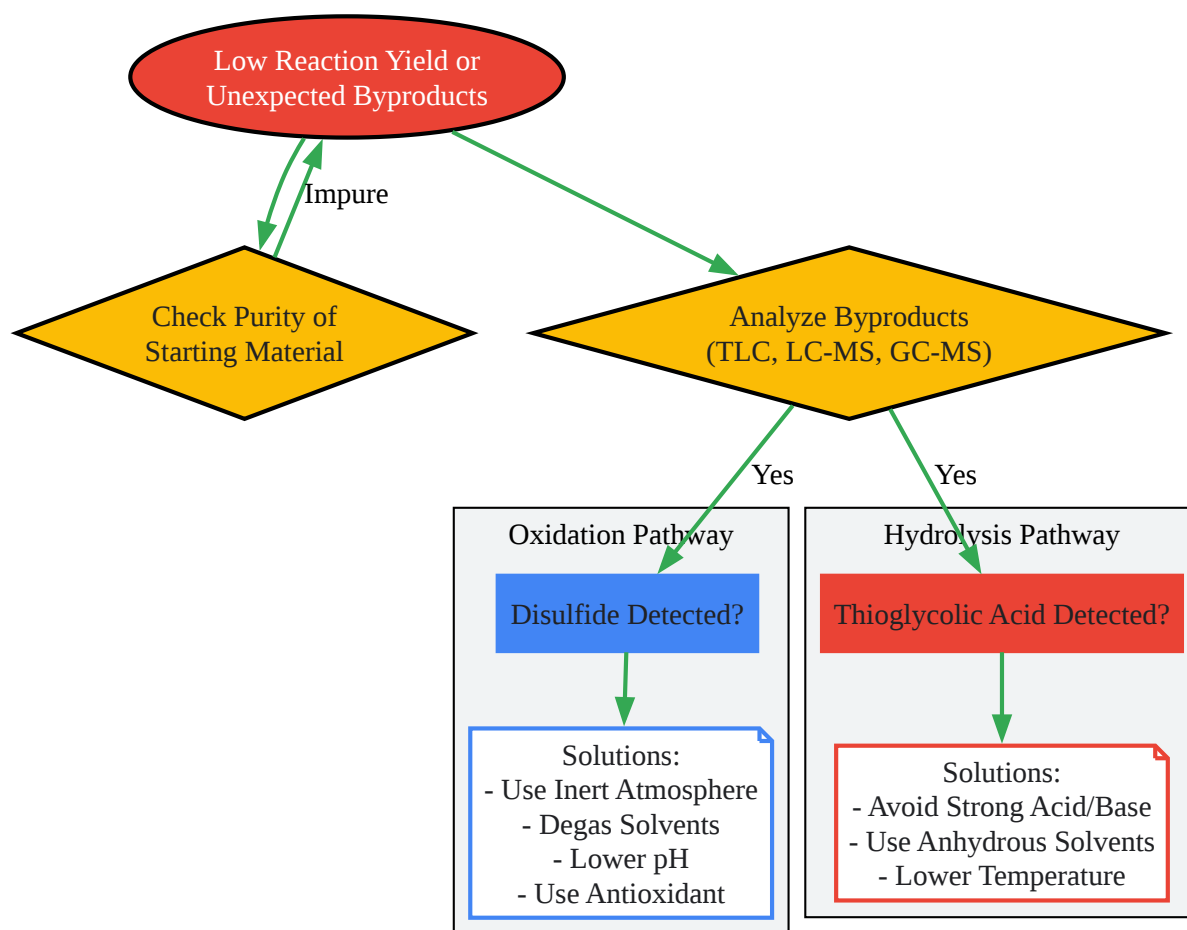 Low Reaction Yield or
Unexpected Byproducts
Impure
Check Purity of
Starting Material
Analyze Byproducts
(TLC, LC-MS, GC-MS)
Yes
Yes
Oxidation Pathway
Disulfide Detected?
Solutions:
- Use Inert Atmosphere
- Degas Solvents
- Lower pH
- Use Antioxidant
Hydrolysis Pathway
Thioglycolic Acid Detected?
Solutions:
- Avoid Strong Acid/Base
- Use Anhydrous Solvents
- Lower Temperature